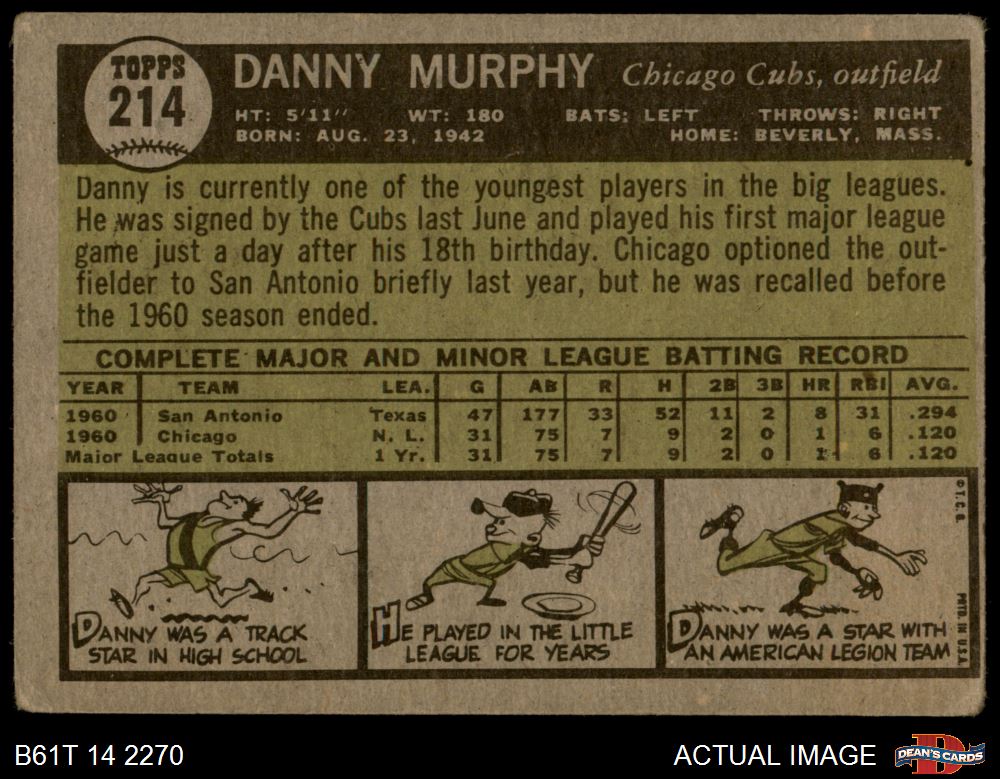 TOPPS
214
DANNY MURPHY Chicago Cubs, outfield
HT: 5'11" WT: 180 BATS: LEFT THROWS: RIGHT
BORN: AUG. 23, 1942 HOME: BEVERLY, MASS.
Danny is currently one of the youngest players in the big leagues.
He was signed by the Cubs last June and played his first major league
game just a day after his 18th birthday. Chicago optioned the out-
fielder to San Antonio briefly last year, but he was recalled before
the 1960 season ended.
COMPLETE MAJOR AND MINOR LEAGUE BATTING RECORD
YEAR TEAM LEA. G AB R H 2B 3B HR RBI AVG.
1960 San Antonio Texas 47 177 33 52 11 2 8 31 .294
1960 Chicago N. L. 31 75 7 9 2 0 1 6 .120
Major League Totals 1 Yr. 31 75 7 9 2 0 1 6 .120
DANNY WAS A TRACK
STAR IN HIGH SCHOOL
HE PLAYED IN THE LITTLE
LEAGUE FOR YEARS
DANNY WAS A STAR WITH
AN AMERICAN LEGION TEAM
© T. C. G.
PRTD. IN U.S.A.
B61T 14 2270
ACTUAL IMAGE
D
DEAN'S CARDS